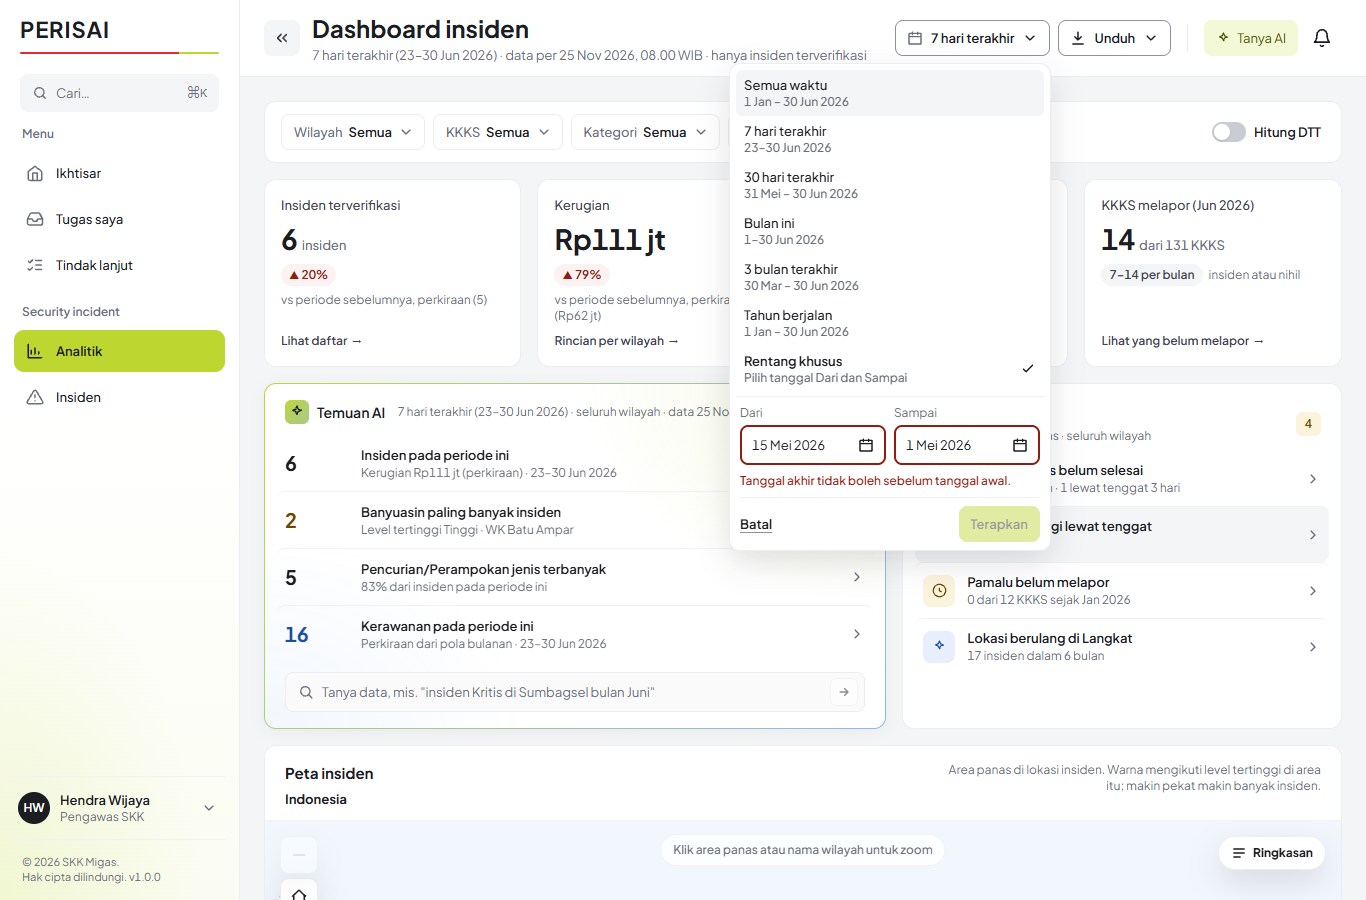 PERISAI
Cari...
⌘K
Menu
Ikhtisar
Tugas saya
Tindak lanjut
Security incident
Analitik
Insiden
HW
Hendra Wijaya
Pengawas SKK
© 2026 SKK Migas.
Hak cipta dilindungi. v1.0.0
Dashboard insiden
7 hari terakhir (23–30 Jun 2026) · data per 25 Nov 2026, 08.00 WIB · hanya insiden terverifikasi
7 hari terakhir
Unduh
Tanya AI
Wilayah Semua
KKKS Semua
Kategori Semua
Hitung DTT
Semua waktu
1 Jan – 30 Jun 2026
7 hari terakhir
23–30 Jun 2026
30 hari terakhir
31 Mei – 30 Jun 2026
Bulan ini
1–30 Jun 2026
3 bulan terakhir
30 Mar – 30 Jun 2026
Tahun berjalan
1 Jan – 30 Jun 2026
Rentang khusus
Pilih tanggal Dari dan Sampai
Dari
Sampai
15 Mei 2026
1 Mei 2026
Tanggal akhir tidak boleh sebelum tanggal awal.
Batal
Terapkan
Insiden terverifikasi
6 insiden
▲ 20%
vs periode sebelumnya, perkiraan (5)
Lihat daftar →
Kerugian
Rp111 jt
▲ 79%
vs periode sebelumnya, perkira
(Rp62 jt)
Rincian per wilayah →
KKKS melapor (Jun 2026)
14 dari 131 KKKS
7–14 per bulan insiden atau nihil
Lihat yang belum melapor →
Temuan AI
7 hari terakhir (23–30 Jun 2026) · seluruh wilayah · data 25 No
6
Insiden pada periode ini
Kerugian Rp111 jt (perkiraan) · 23–30 Jun 2026
2
Banyuasin paling banyak insiden
Level tertinggi Tinggi · WK Batu Ampar
5
Pencurian/Perampokan jenis terbanyak
83% dari insiden pada periode ini
16
Kerawanan pada periode ini
Perkiraan dari pola bulanan · 23–30 Jun 2026
Tanya data, mis. "insiden Kritis di Sumbagsel bulan Juni"
4
s · seluruh wilayah
s belum selesai
· 1 lewat tenggat 3 hari
gi lewat tenggat
Pamalu belum melapor
0 dari 12 KKKS sejak Jan 2026
Lokasi berulang di Langkat
17 insiden dalam 6 bulan
Peta insiden
Indonesia
Area panas di lokasi insiden. Warna mengikuti level tertinggi di area
itu; makin pekat makin banyak insiden.
Klik area panas atau nama wilayah untuk zoom
Ringkasan